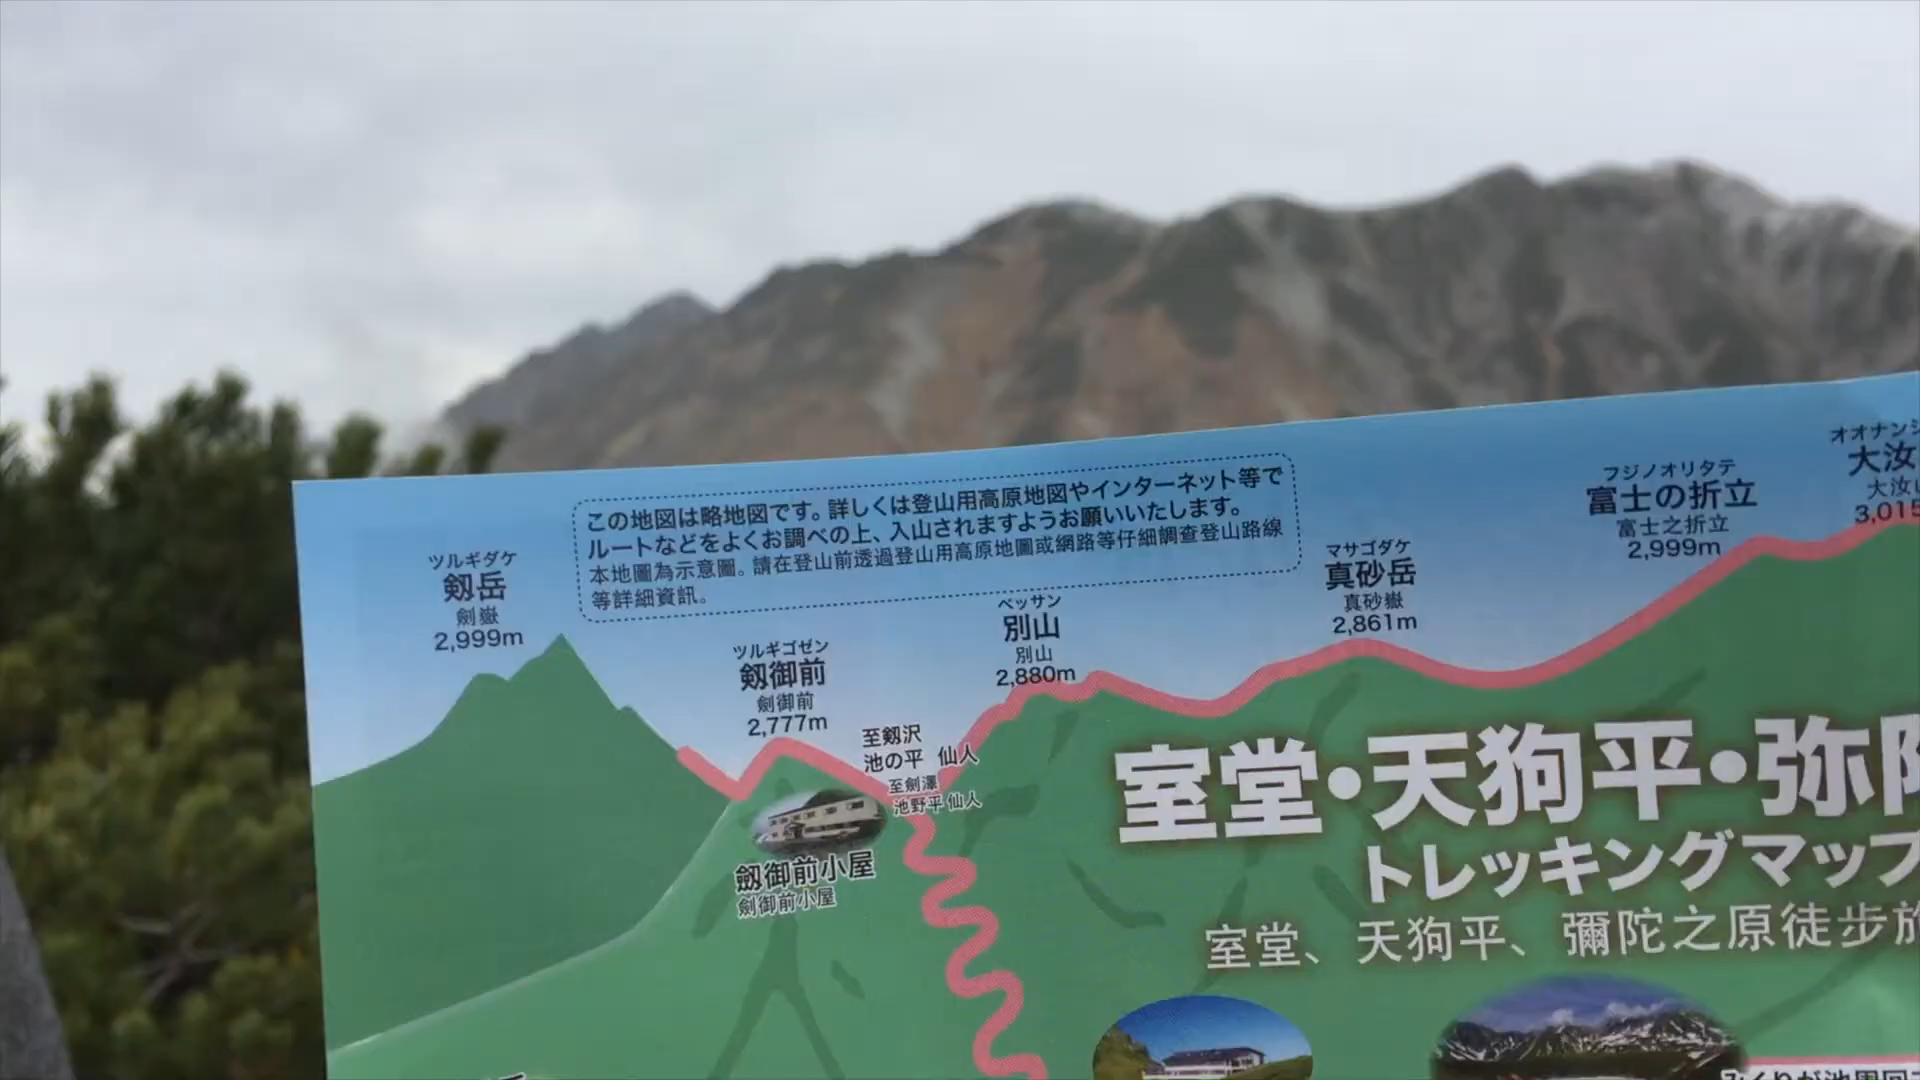 この地図は略地図です。詳しくは登山用高原地図やインターネット等で
ルートなどをよくお調べの上、入山されますようお願いいたします。
本地圖為示意圖。請在登山前透過登山用高原地圖或網路等仔細調查登山路線
等詳細資訊。
ツルギダケ
剱岳
劍嶽
2,999m
ツルギゴゼン
剱御前
劍御前
2,777m
至剱沢
池の平 仙人
至劍澤
池野平 仙人
劔御前小屋
劍御前小屋
ベッサン
別山
別山
2,880m
マサゴダケ
真砂岳
真砂嶽
2,861m
フジノオリタテ
富士の折立
富士之折立
2,999m
オオナンジ
大汝
大汝
3,015
室堂・天狗平・弥陀
トレッキングマップ
室堂、天狗平、彌陀之原徒步旅